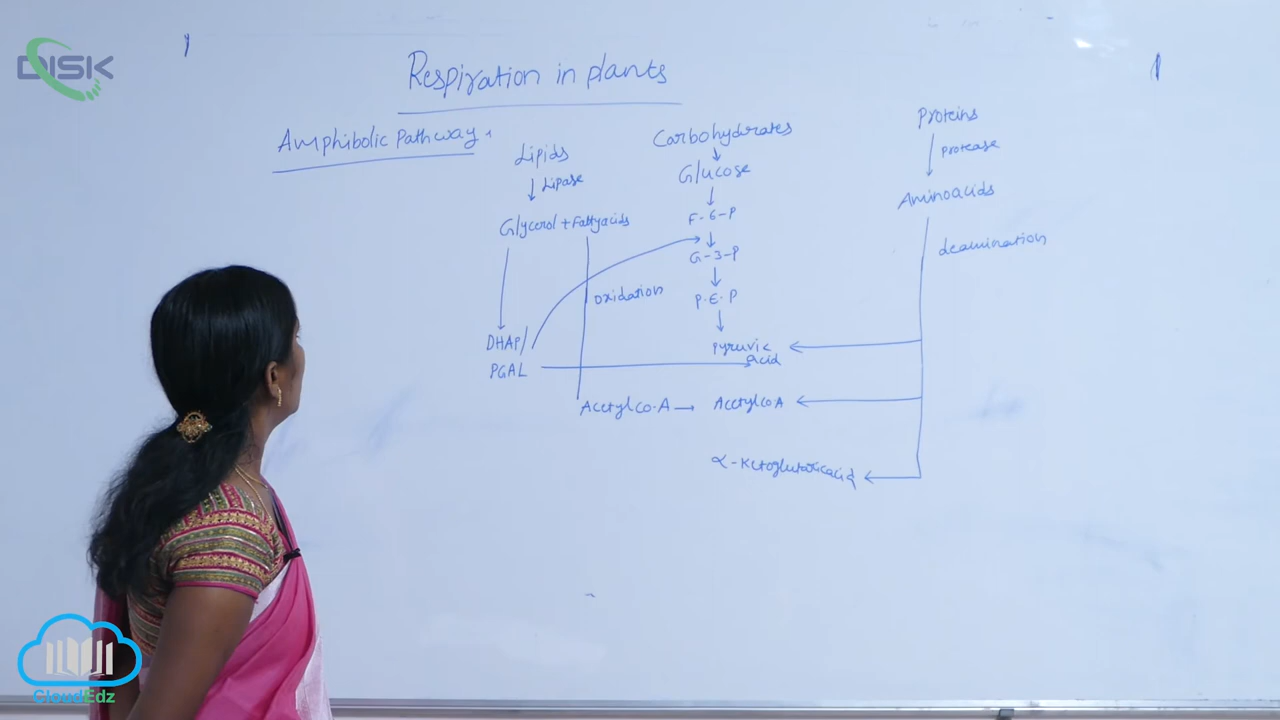 DISK
Respiration in plants
Amphibolic Pathway.
Lipids
Lipase
Glycerol + Fattyacids
oxidation
DHAP/
PGAL
Acetylco.A
Carbohydrates
Glucose
F-6-P
G-3-P
P.E.P
Pyruvic
acid
AcetylcoA
α-Ketoglutaricacid
Proteins
protease
Aminoacids
deamination
CloudEdz